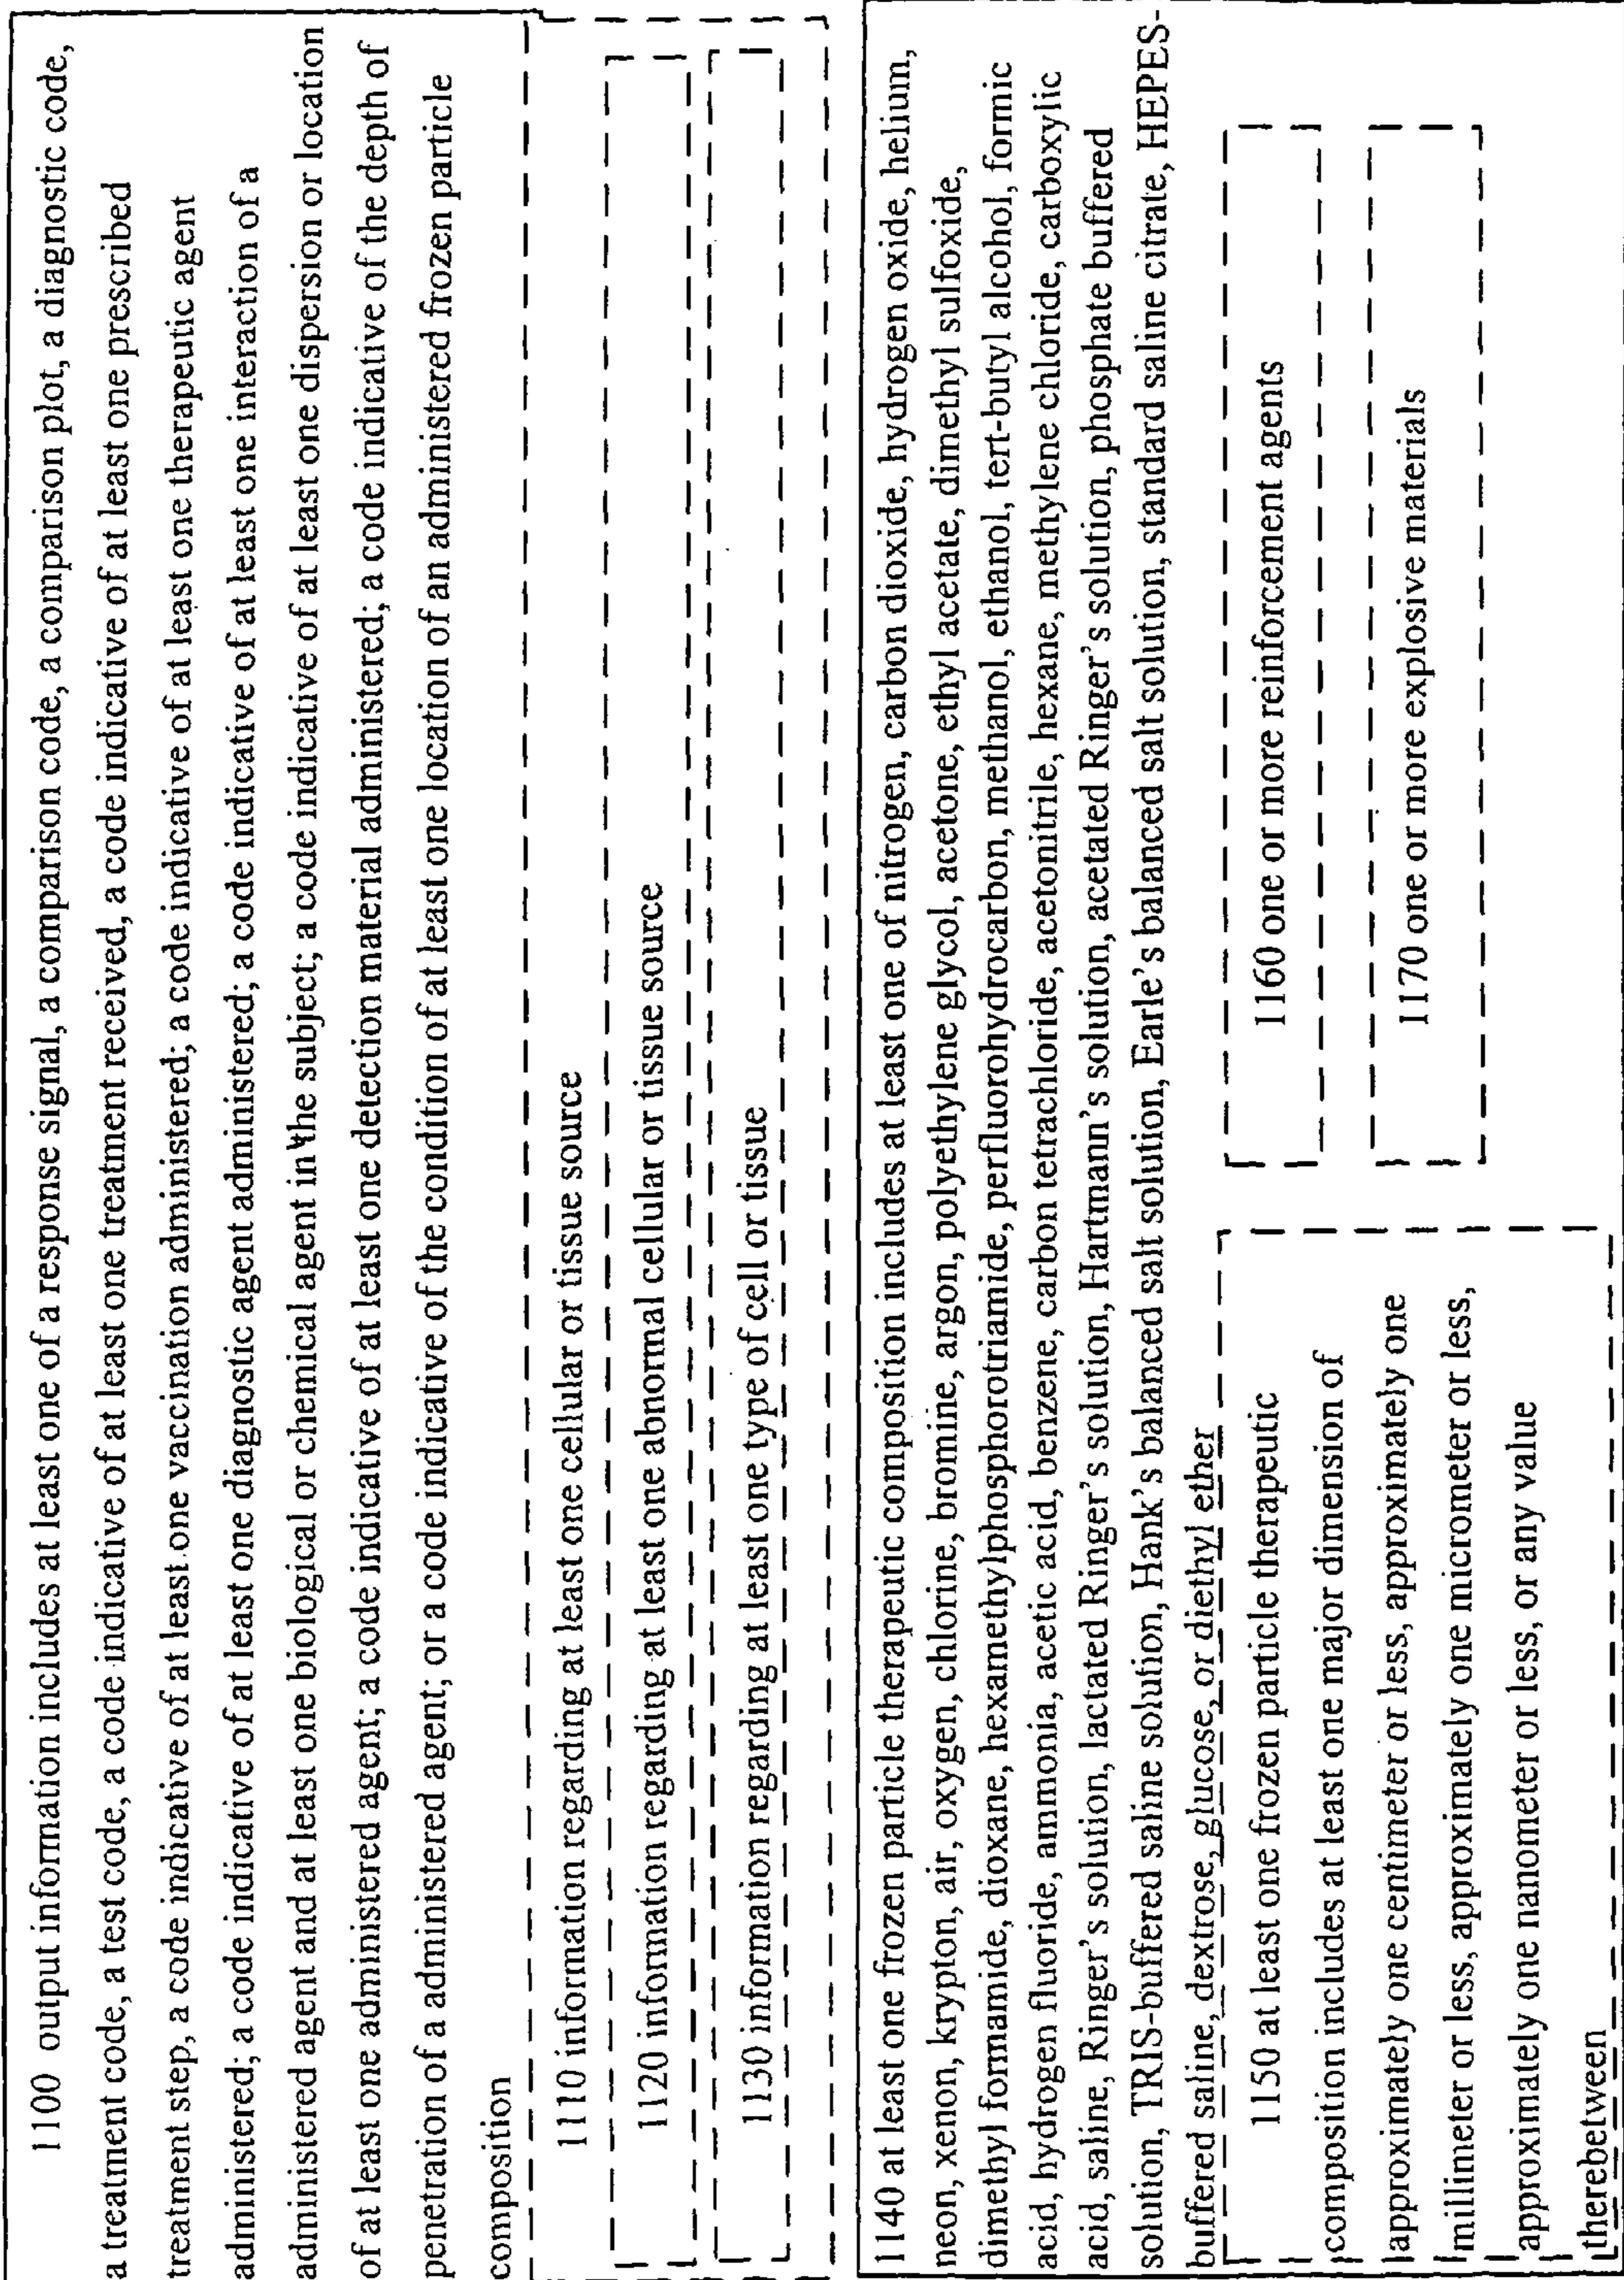 1100 output information includes at least one of a response signal, a comparison code, a comparison plot, a diagnostic code,
a treatment code, a test code, a code indicative of at least one treatment received, a code indicative of at least one prescribed
treatment step, a code indicative of at least one vaccination administered; a code indicative of at least one therapeutic agent
administered; a code indicative of at least one diagnostic agent administered; a code indicative of at least one interaction of a
administered agent and at least one biological or chemical agent in the subject; a code indicative of at least one dispersion or location
of at least one administered agent; a code indicative of at least one detection material administered; a code indicative of the depth of
penetration of a administered agent; or a code indicative of the condition of at least one location of an administered frozen particle
composition
1110 information regarding at least one cellular or tissue source
1120 information regarding at least one abnormal cellular or tissue source
1130 information regarding at least one type of cell or tissue
1140 at least one frozen particle therapeutic composition includes at least one of nitrogen, carbon dioxide, hydrogen oxide, helium,
neon, xenon, krypton, air, oxygen, chlorine, bromine, argon, polyethylene glycol, acetone, ethyl acetate, dimethyl sulfoxide,
dimethyl formamide, dioxane, hexamethylphosphorotriamide, perfluorohydrocarbon, methanol, ethanol, tert-butyl alcohol, formic
acid, hydrogen fluoride, ammonia, acetic acid, benzene, carbon tetrachloride, acetonitrile, hexane, methylene chloride, carboxylic
acid, saline, Ringer's solution, lactated Ringer's solution, Hartmann's solution, acetated Ringer's solution, phosphate buffered
solution, TRIS-buffered saline solution, Hank's balanced salt solution, Earle's balanced salt solution, standard saline citrate, HEPES-
buffered saline, dextrose, glucose, or diethyl ether
1150 at least one frozen particle therapeutic
composition includes at least one major dimension of
approximately one centimeter or less, approximately one
millimeter or less, approximately one micrometer or less,
approximately one nanometer or less, or any value
therebetween
1160 one or more reinforcement agents
1170 one or more explosive materials